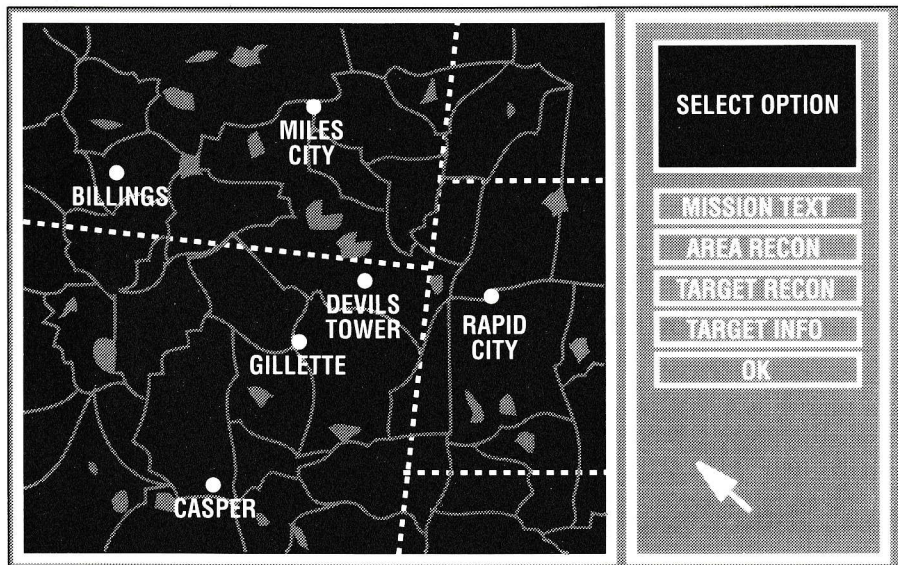 MILES
CITY
BILLINGS
DEVILS
TOWER
RAPID
CITY
GILLETTE
CASPER
SELECT OPTION
MISSION TEXT
AREA RECON
TARGET RECON
TARGET INFO
OK